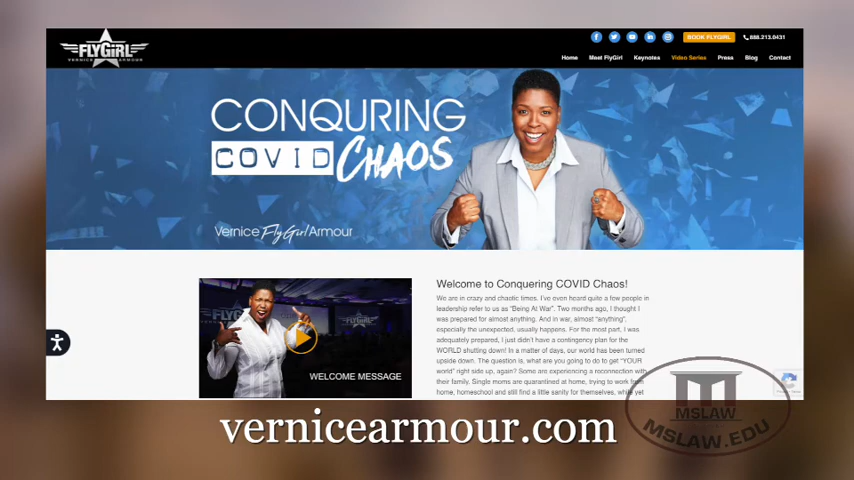 FLYGIRL
VERNICE ARMOUR
BOOK FLYGIRL
888.213.0431
Home Meet FlyGirl Keynotes Video Series Press Blog Contact
CONQURING
COVID CHAOS
Vernice FlyGirl Armour
FLYGIRL
WELCOME MESSAGE
Welcome to Conquering COVID Chaos!
We are in crazy and chaotic times. I've even heard quite a few people in
leadership refer to us as "Being At War". Two months ago, I thought I
was prepared for almost anything. And in war, almost "anything",
especially the unexpected, usually happens. For the most part, I was
adequately prepared, I just didn't have a contingency plan for the
WORLD shutting down! In a matter of days, our world has been turned
upside down. The question is, what are you going to do to get "YOUR
world" right side up, again? Some are experiencing a reconnection with
their family. Single moms are quarantined at home, trying to work from
home, homeschool and still find a little sanity for themselves, while yet
MSLAW
MSLAW.EDU
vernicearmour.com